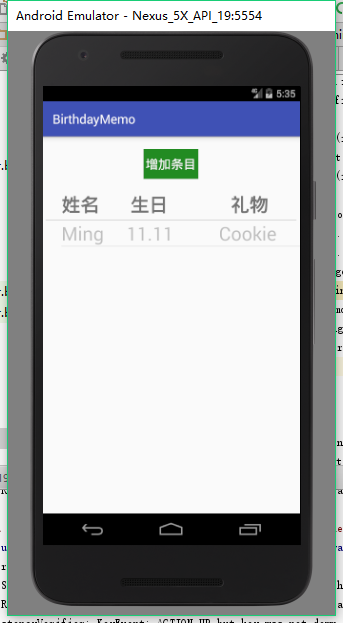 Android Emulator - Nexus_5X_API_19:5554
5:35
BirthdayMemo
增加条目
姓名 生日 礼物
Ming 11.11 Cookie